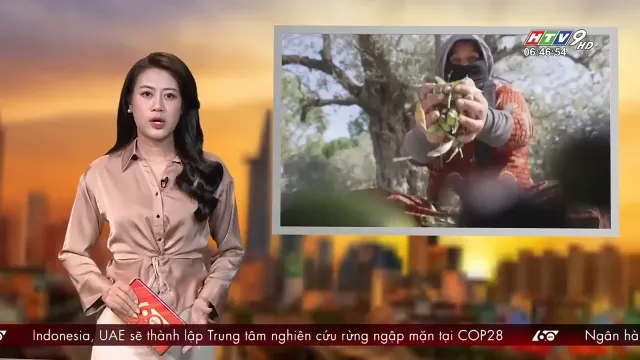 HTV9 HD
06:46:54
Indonesia, UAE sẽ thành lập Trung tâm nghiên cứu rừng ngập mặn tại COP28
60
Ngân hà